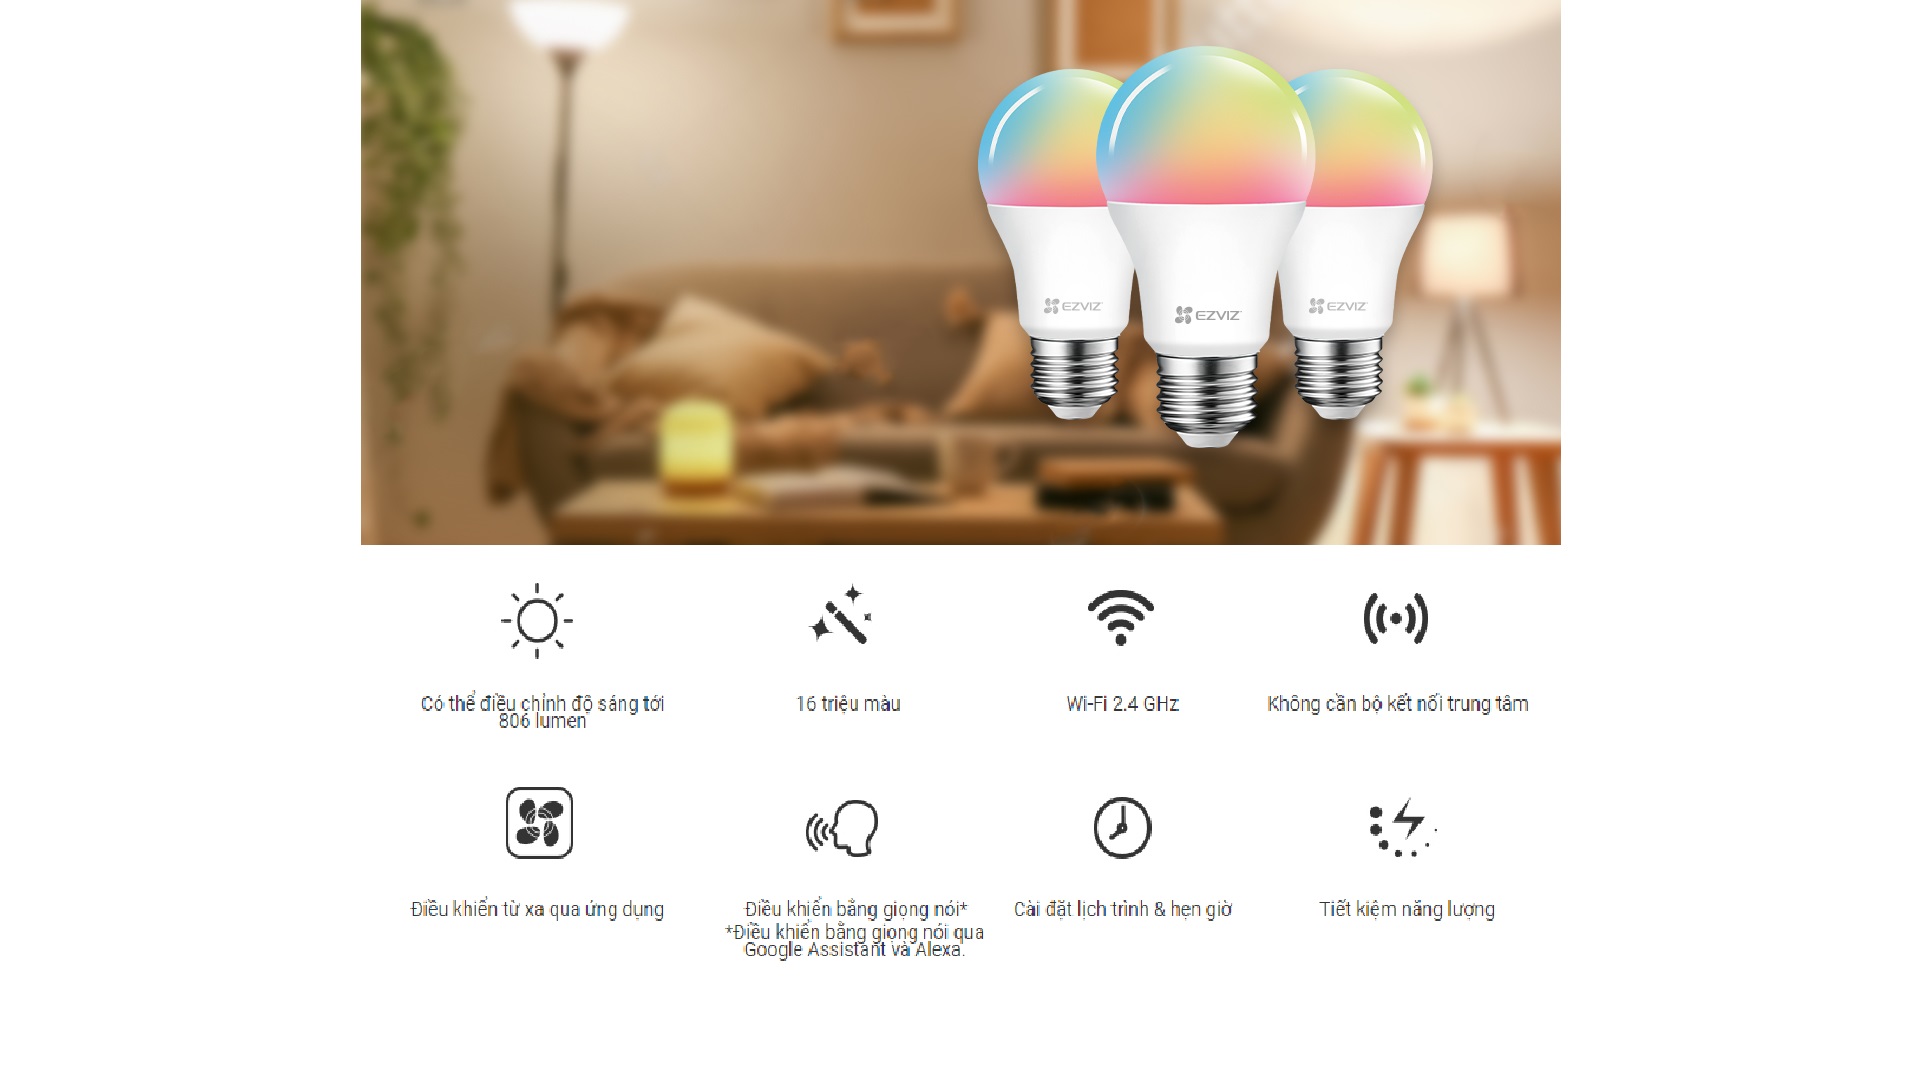 EZVIZ
EZVIZ
EZVIZ
Có thể điều chỉnh độ sáng tới
806 lumen
16 triệu màu
Wi-Fi 2.4 GHz
Không cần bộ kết nối trung tâm
Điều khiển từ xa qua ứng dụng
Điều khiển bằng giọng nói*
*Điều khiển bằng giọng nói qua
Google Assistant và Alexa.
Cài đặt lịch trình & hẹn giờ
Tiết kiệm năng lượng